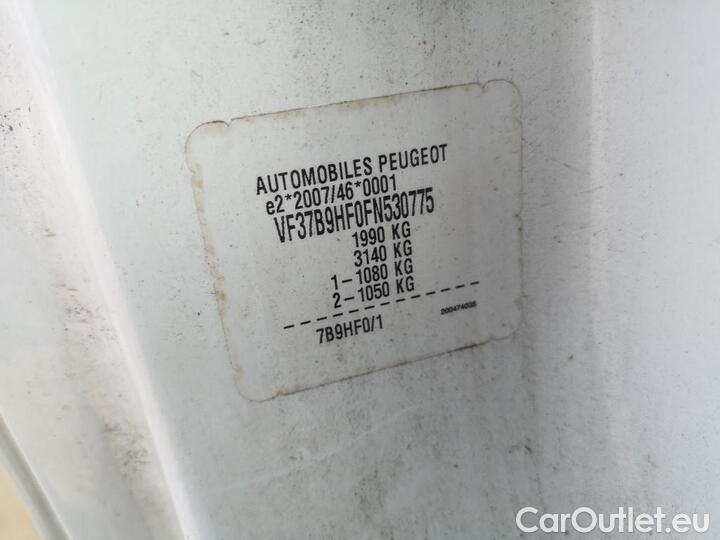 AUTOMOBILES PEUGEOT
e2*2007/46*0001
VF37B9HF0FN530775
1990 KG
3140 KG
1-1080 KG
2-1050 KG
7B9HF0/1
200474035
CarOutlet.eu